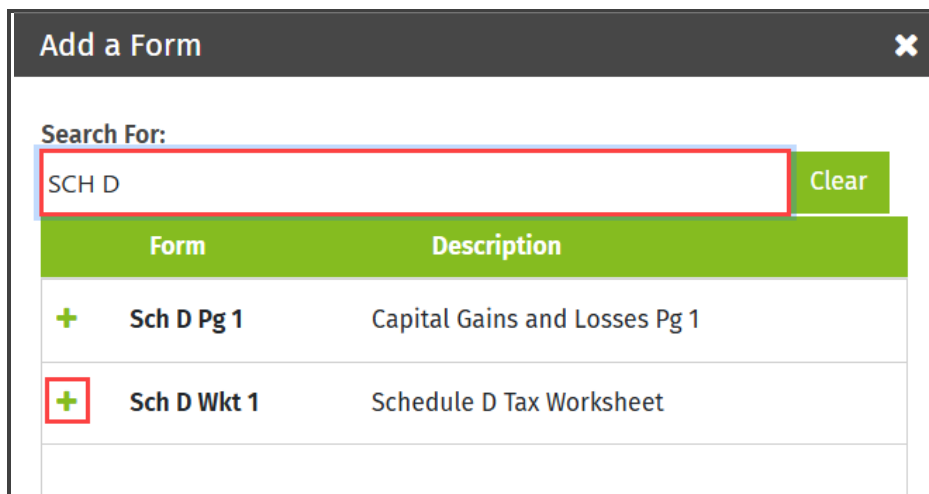 Add a Form
Search For:
SCH D
Clear
Form Description
Sch D Pg 1 Capital Gains and Losses Pg 1
Sch D Wkt 1 Schedule D Tax Worksheet